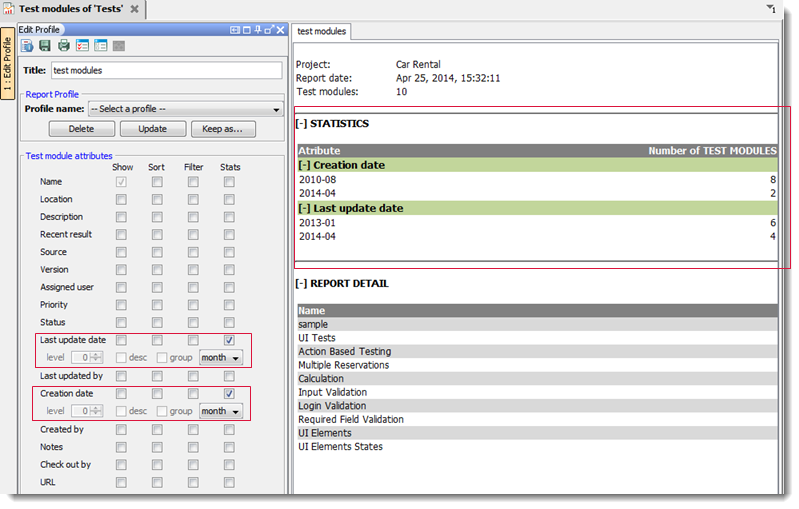 Test modules of 'Tests'
1
1 : Edit Profile
Edit Profile
Title: test modules
Report Profile
Profile name: -- Select a profile --
Delete Update Keep as...
Test module attributes
Show Sort Filter Stats
Name
Location
Description
Recent result
Source
Version
Assigned user
Priority
Status
Last update date
level 0 desc group month
Last updated by
Creation date
level 0 desc group month
Created by
Notes
Check out by
URL
test modules
Project: Car Rental
Report date: Apr 25, 2014, 15:32:11
Test modules: 10
[-] STATISTICS
Atribute Number of TEST MODULES
[-] Creation date
2010-08 8
2014-04 2
[-] Last update date
2013-01 6
2014-04 4
[-] REPORT DETAIL
Name
sample
UI Tests
Action Based Testing
Multiple Reservations
Calculation
Input Validation
Login Validation
Required Field Validation
UI Elements
UI Elements States